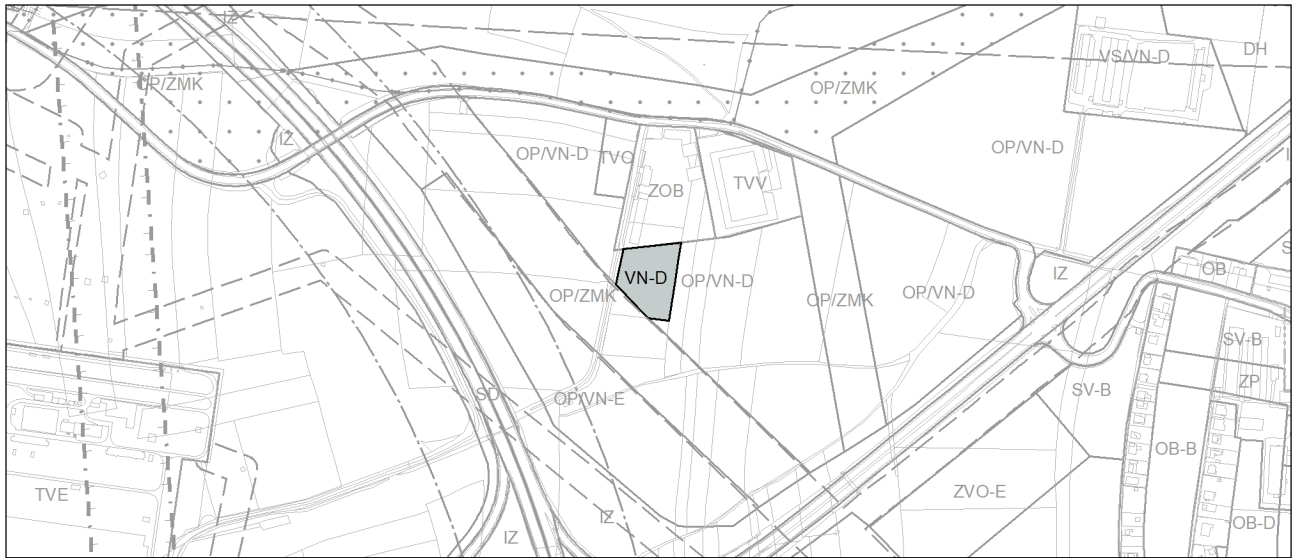 IZ
DH
VS/VN-D
OP/ZMK
OP/ZMK
IZ
OP/VN-D
OP/VN-D
TVO
ZOB
TVV
IZ
OB
VN-D
OP/VN-D
OP/ZMK
OP/ZMK
OP/VN-D
SV-B
ZP
SD
OP/VN-E
SV-B
OB-B
TVE
ZVO-E
IZ
IZ
OB-D